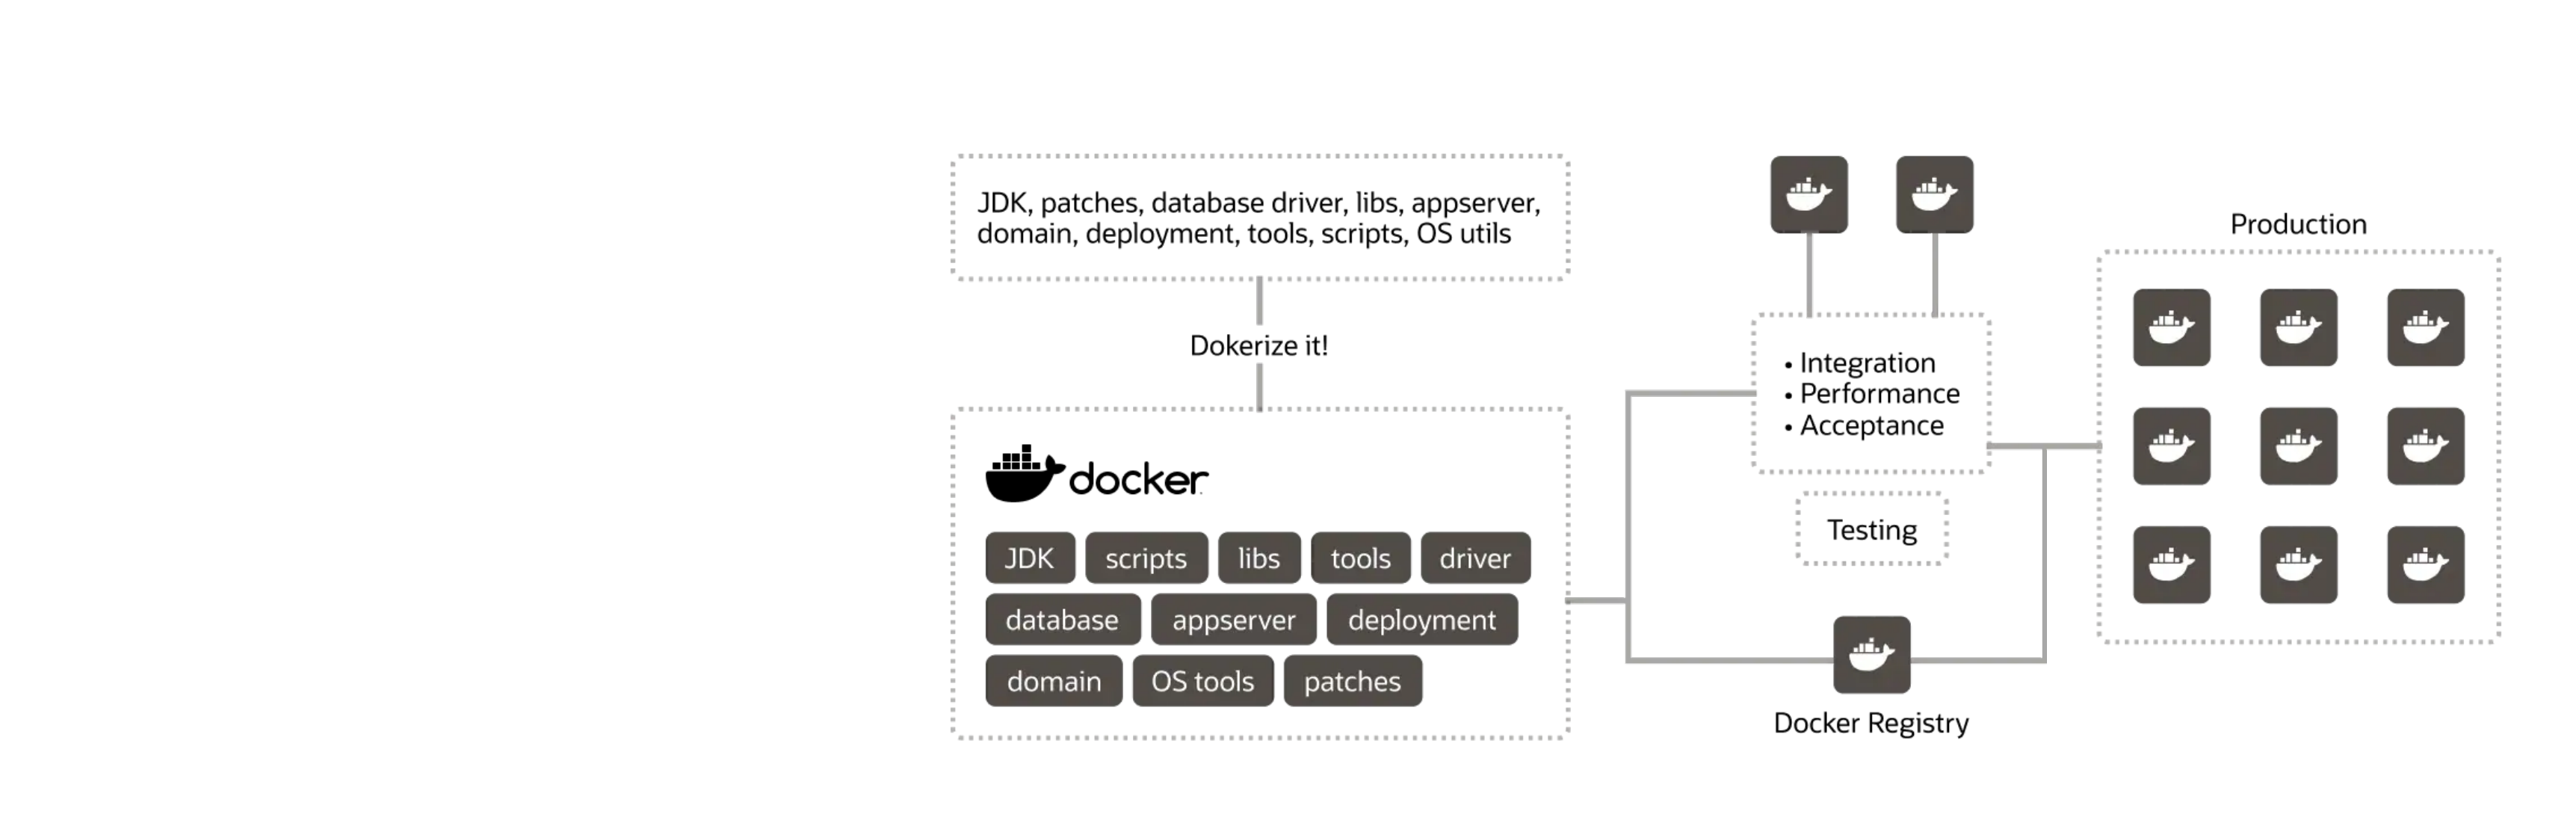 JDK, patches, database driver, libs, appserver,
domain, deployment, tools, scripts, OS utils
Dokerize it!
docker
JDK scripts libs tools driver
database appserver deployment
domain OS tools patches
• Integration
• Performance
• Acceptance
Testing
Docker Registry
Production